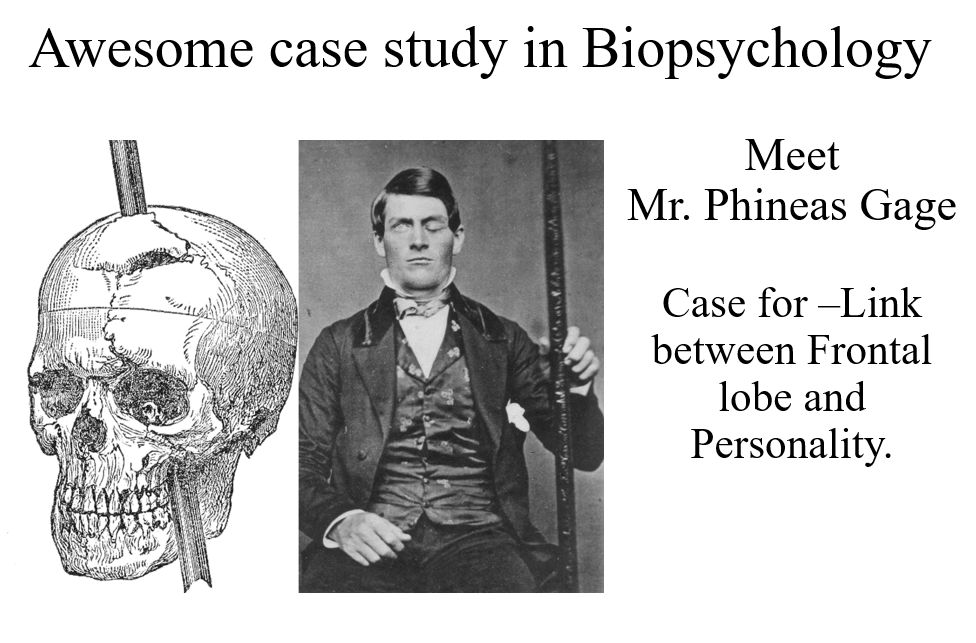 Awesome case study in Biopsychology
Meet
Mr. Phineas Gage
Case for –Link
between Frontal
lobe and
Personality.